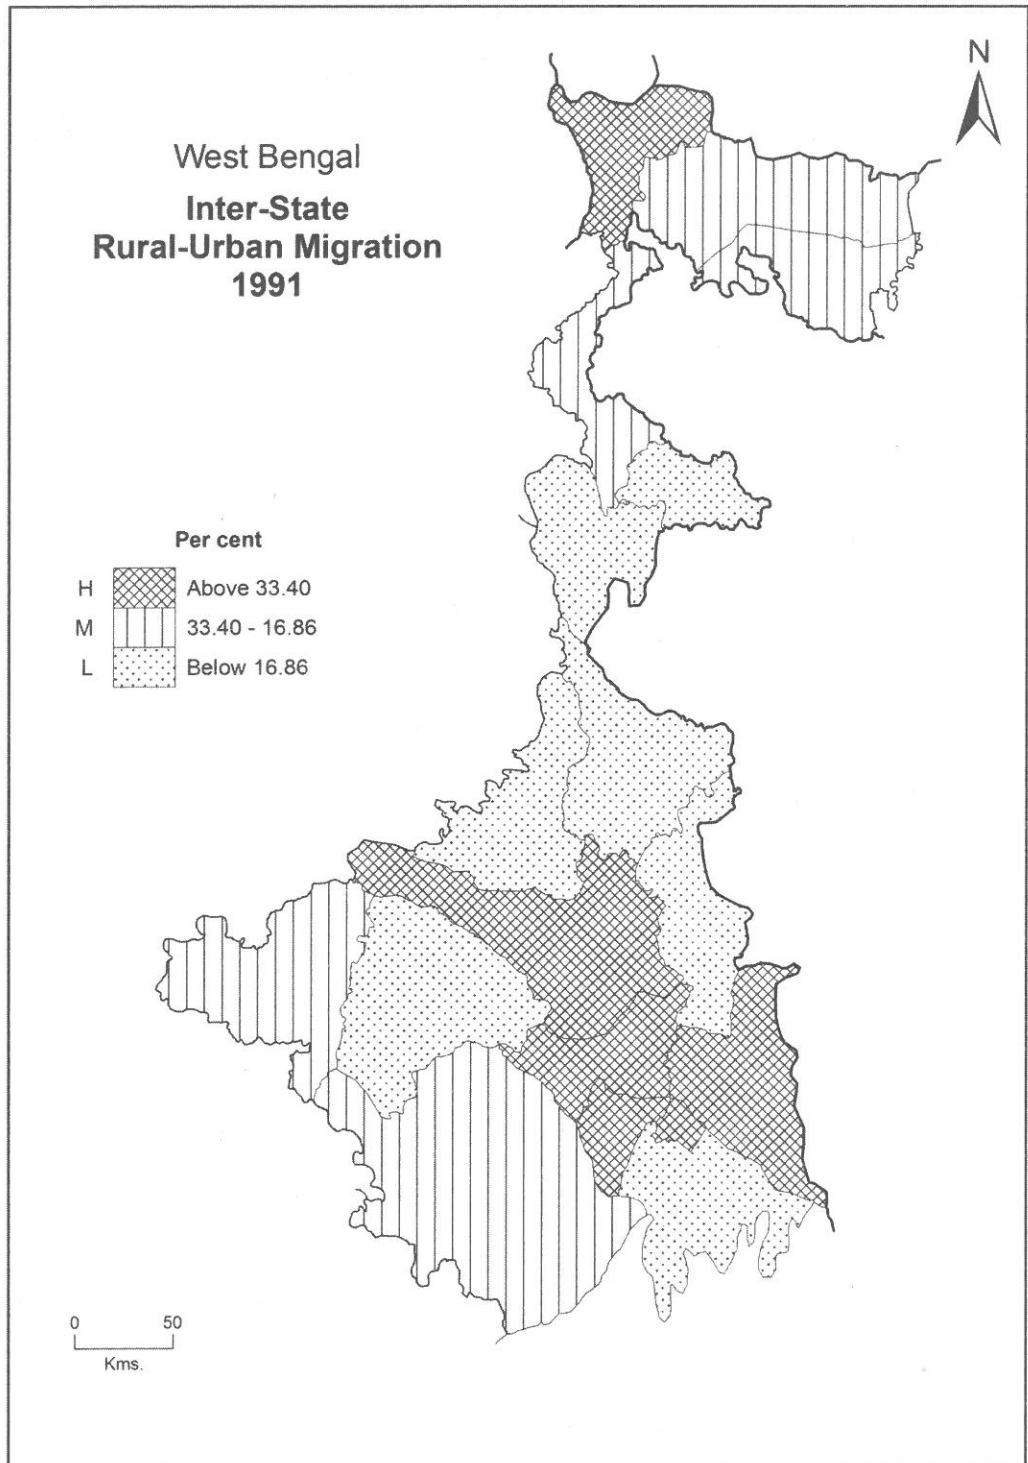 N
West Bengal
Inter-State
Rural-Urban Migration
1991
Per cent
H Above 33.40
M 33.40 - 16.86
L Below 16.86
0 50
Kms.